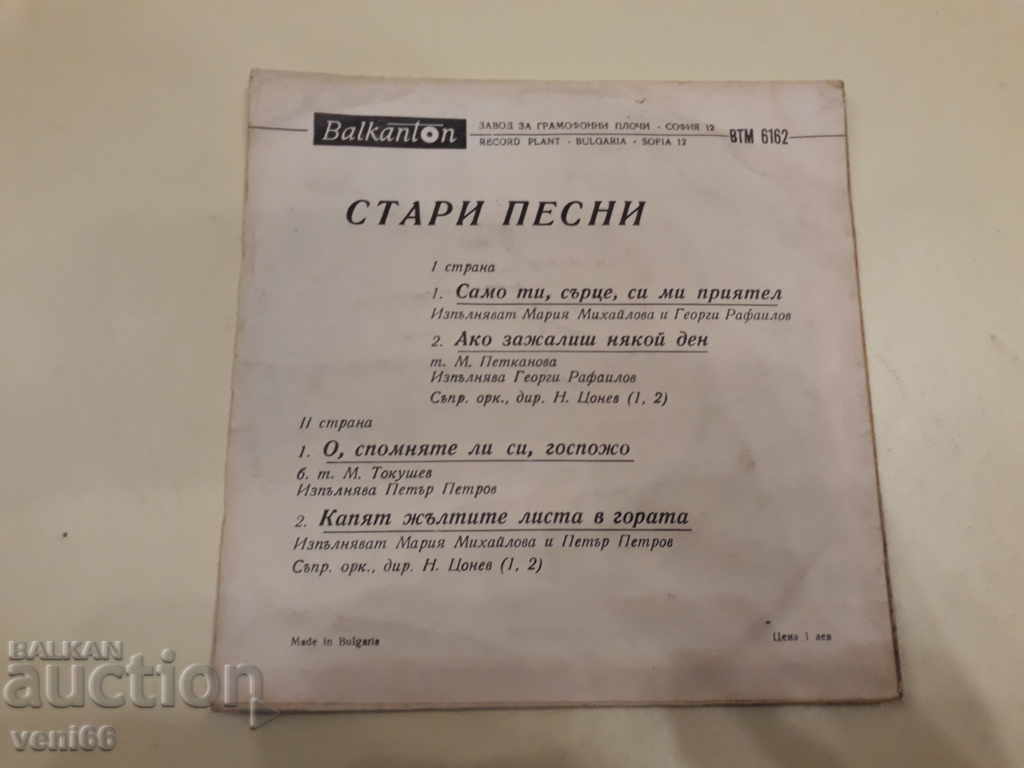 Balkanton
ЗАВОД ЗА ГРАМОФОННИ ПЛОЧИ - СОФИЯ 12
RECORD PLANT - BULGARIA - SOFIA 12
ВТМ 6162
СТАРИ ПЕСНИ
I страна
1. Само ти, сърце, си ми приятел
Изпълняват Мария Михайлова и Георги Рафаилов
2. Ако зажалиш някой ден
т. М. Петканова
Изпълнява Георги Рафаилов
Съпр. орк., дир. Н. Цонев (1, 2)
II страна
1. О, спомняте ли си, госпожо
б. т. М. Токушев
Изпълнява Петър Петров
2. Капят жълтите листа в гората
Изпълняват Мария Михайлова и Петър Петров
Съпр. орк., дир. Н. Цонев (1, 2)
Made in Bulgaria
Цена 1 лев
BALKAN
auction
veni66